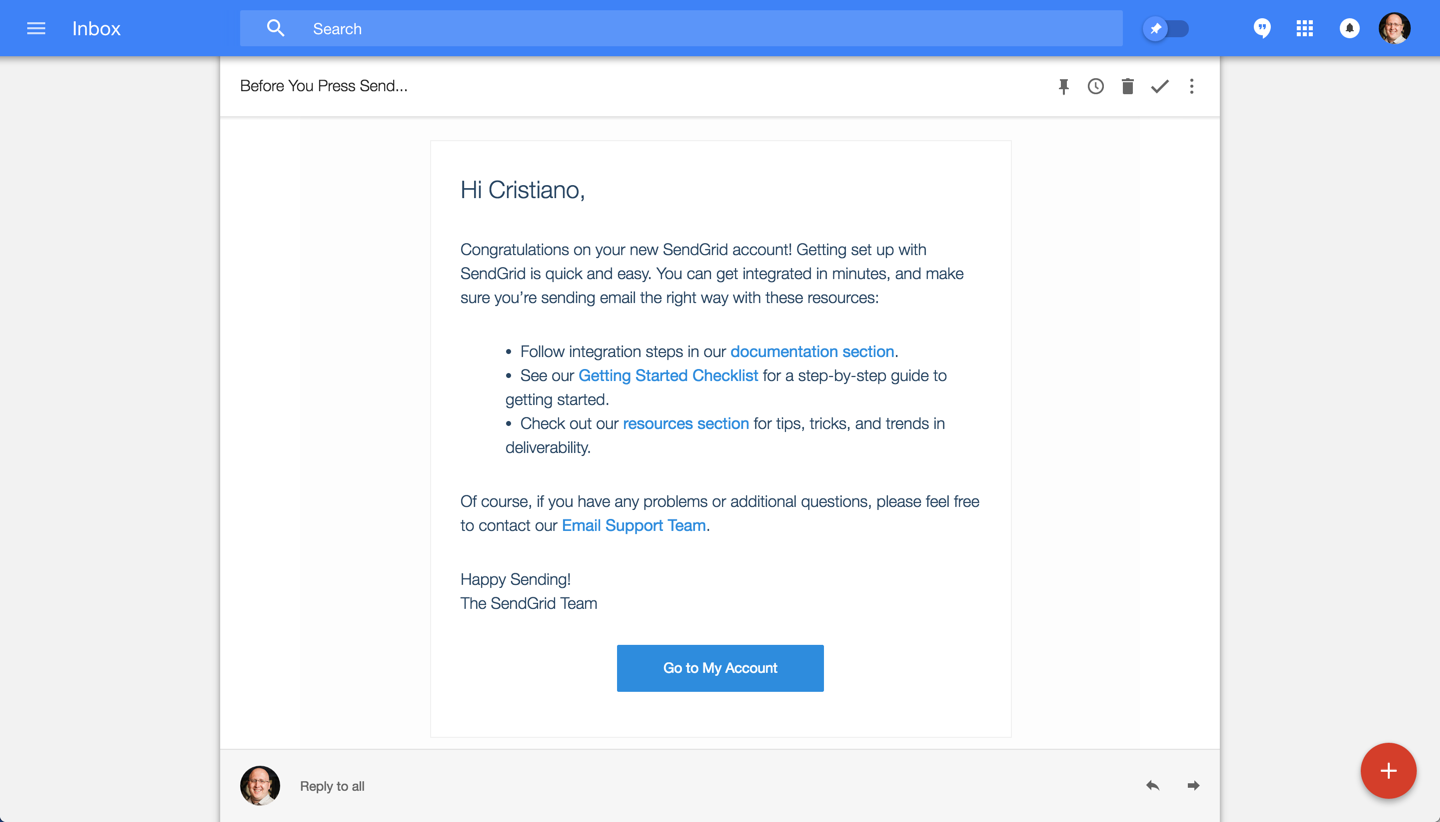 Inbox
Search
Before You Press Send...
Hi Cristiano,
Congratulations on your new SendGrid account! Getting set up with
SendGrid is quick and easy. You can get integrated in minutes, and make
sure you’re sending email the right way with these resources:
• Follow integration steps in our documentation section.
• See our Getting Started Checklist for a step-by-step guide to
getting started.
• Check out our resources section for tips, tricks, and trends in
deliverability.
Of course, if you have any problems or additional questions, please feel free
to contact our Email Support Team.
Happy Sending!
The SendGrid Team
Go to My Account
Reply to all